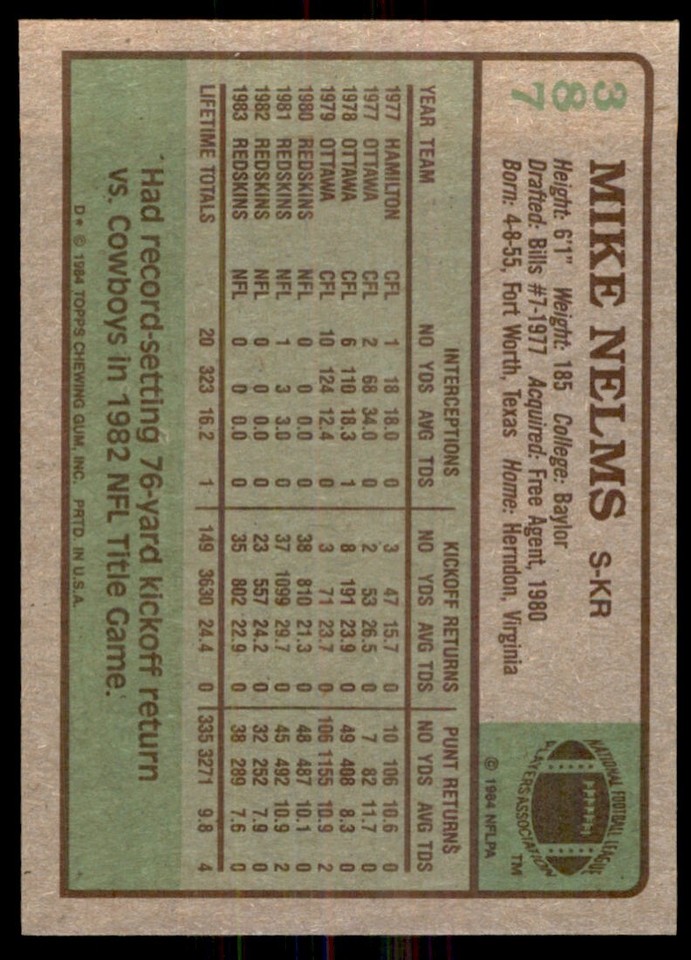 387
MIKE NELMS S-KR
Height: 6'1" Weight: 185 College: Baylor
Drafted: Bills #7-1977 Acquired: Free Agent, 1980
Born: 4-8-55, Fort Worth, Texas Home: Herndon, Virginia
NATIONAL FOOTBALL LEAGUE
PLAYERS ASSOCIATION
TM
© 1984 NFLPA
INTERCEPTIONS KICKOFF RETURNS PUNT RETURNS
YEAR TEAM NO YDS AVG TDS NO YDS AVG TDS NO YDS AVG TDS
1977 HAMILTON CFL 1 18 18.0 0 3 47 15.7 0 10 106 10.6 0
1977 OTTAWA CFL 2 68 34.0 0 2 53 26.5 0 7 82 11.7 0
1978 OTTAWA CFL 6 110 18.3 1 8 191 23.9 0 49 408 8.3 0
1979 OTTAWA CFL 10 124 12.4 0 3 71 23.7 0 106 1155 10.9 2
1980 REDSKINS NFL 0 0 0.0 0 38 810 21.3 0 48 487 10.1 0
1981 REDSKINS NFL 1 3 3.0 0 37 1099 29.7 0 45 492 10.9 2
1982 REDSKINS NFL 0 0 0.0 0 23 557 24.2 0 32 252 7.9 0
1983 REDSKINS NFL 0 0 0.0 0 35 802 22.9 0 38 289 7.6 0
LIFETIME TOTALS 20 323 16.2 1 149 3630 24.4 0 335 3271 9.8 4
Had record-setting 76-yard kickoff return
vs. Cowboys in 1982 NFL Title Game.
D* © 1984 TOPPS CHEWING GUM, INC. PRTD. IN U.S.A.